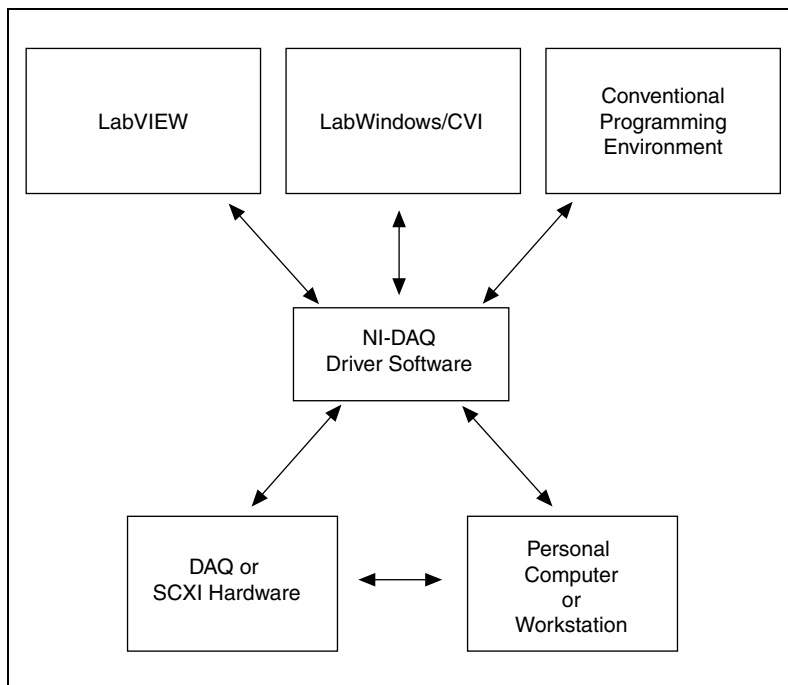 LabVIEW
LabWindows/CVI
Conventional
Programming
Environment
NI-DAQ
Driver Software
DAQ or
SCXI Hardware
Personal
Computer
or
Workstation